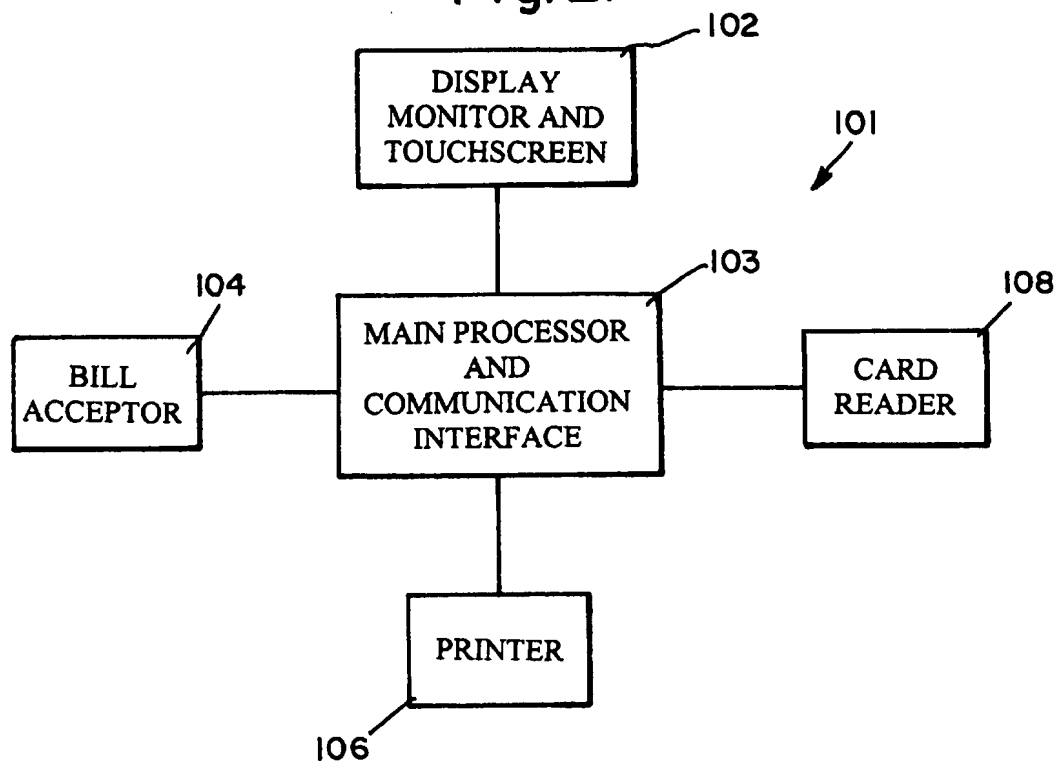 102
DISPLAY
MONITOR AND
TOUCHSCREEN
101
103
104
108
MAIN PROCESSOR
AND
COMMUNICATION
INTERFACE
BILL
ACCEPTOR
CARD
READER
PRINTER
106